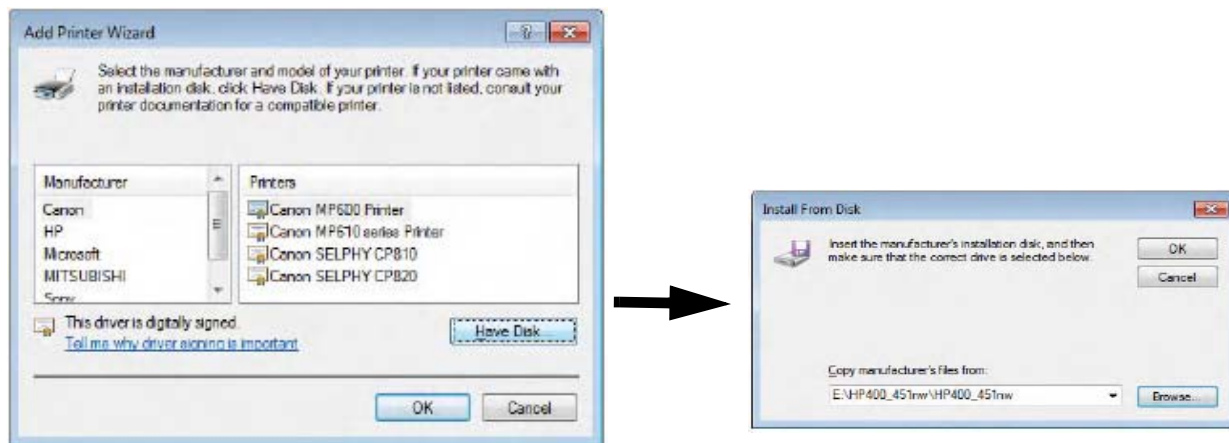 Add Printer Wizard
Select the manufacturer and model of your printer. If your printer came with
an installation disk, click Have Disk. If your printer is not listed, consult your
printer documentation for a compatible printer.
Manufacturer
Canon
HP
Microsoft
MITSUBISHI
Sony
Printers
Canon MP600 Printer
Canon MP610 series Printer
Canon SELPHY CP810
Canon SELPHY CP820
This driver is digitally signed.
Tell me why driver signing is important
Have Disk...
OK
Cancel
Install From Disk
Insert the manufacturer's installation disk, and then
make sure that the correct drive is selected below.
OK
Cancel
Copy manufacturer's files from:
E:\HP400_451nw\HP400_451nw
Browse...